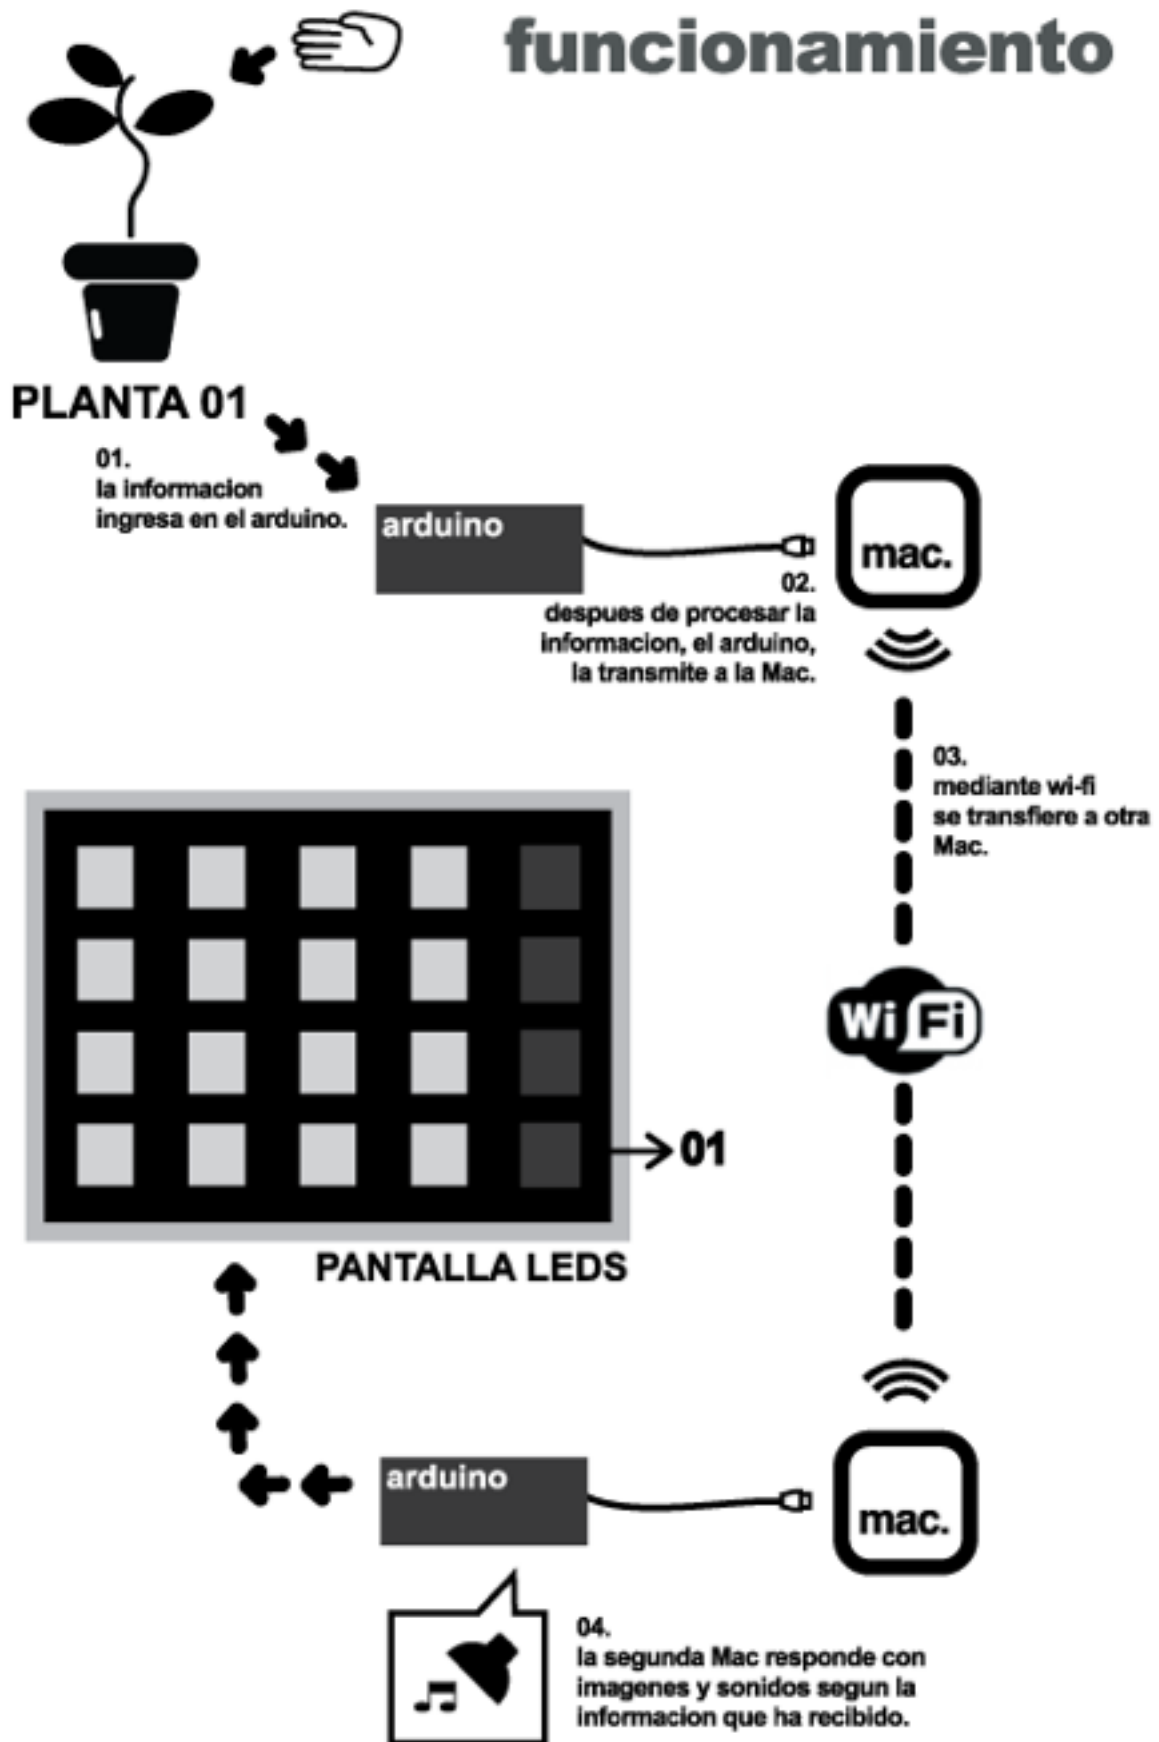 funcionamiento
PLANTA 01
01.
la informacion
ingresa en el arduino.
arduino
mac.
02.
despues de procesar la
informacion, el arduino,
la transmite a la Mac.
03.
mediante wi-fi
se transfiere a otra
Mac.
Wi Fi
01
PANTALLA LEDS
arduino
mac.
04.
la segunda Mac responde con
imagenes y sonidos segun la
informacion que ha recibido.